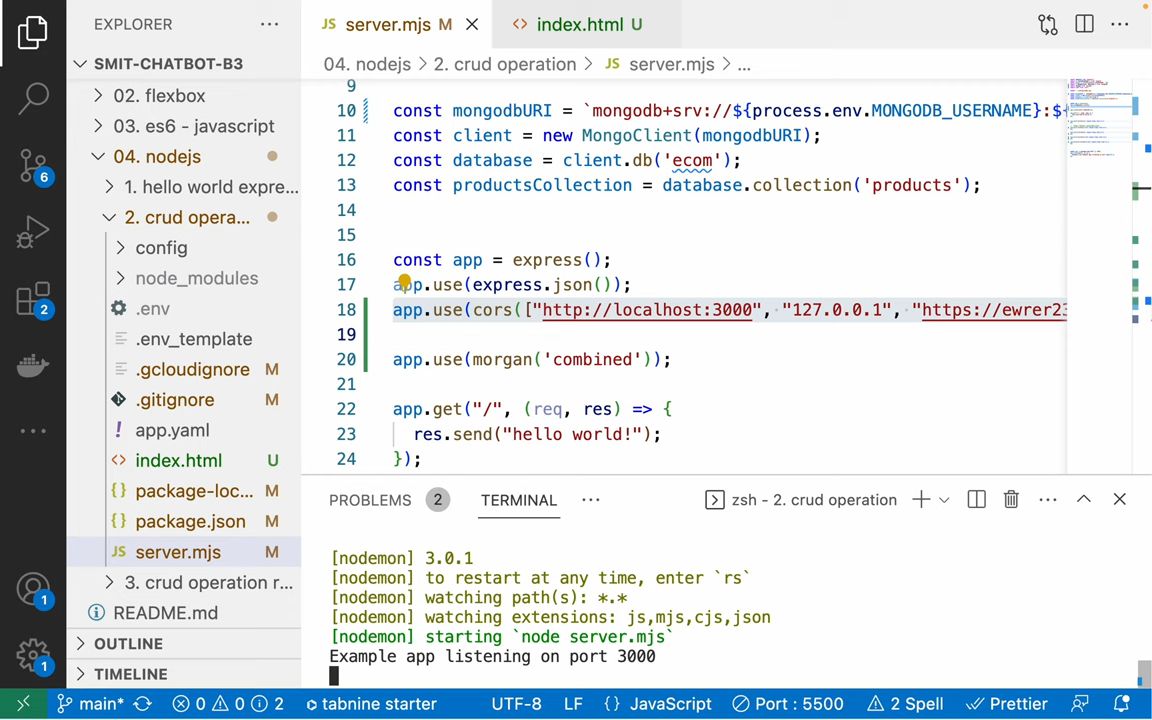 EXPLORER
SMIT-CHATBOT-B3
02. flexbox
03. es6 - javascript
04. nodejs
1. hello world expre...
2. crud opera...
config
node_modules
.env
.env_template
.gcloudignore M
.gitignore M
! app.yaml
<> index.html U
{} package-loc... M
{} package.json M
JS server.mjs M
3. crud operation r...
README.md
OUTLINE
TIMELINE
6
2
1
1
JS server.mjs M
<> index.html U
04. nodejs > 2. crud operation > JS server.mjs > ...
9
10 const mongodbURI = `mongodb+srv://${process.env.MONGODB_USERNAME}:${
11 const client = new MongoClient(mongodbURI);
12 const database = client.db('ecom');
13 const productsCollection = database.collection('products');
14
15
16 const app = express();
17 app.use(express.json());
18 app.use(cors(["http://localhost:3000", "127.0.0.1", "https://ewrer23
19
20 app.use(morgan('combined'));
21
22 app.get("/", (req, res) => {
23 res.send("hello world!");
24 });
PROBLEMS 2 TERMINAL ... zsh - 2. crud operation
[nodemon] 3.0.1
[nodemon] to restart at any time, enter `rs`
[nodemon] watching path(s): *.*
[nodemon] watching extensions: js,mjs,cjs,json
[nodemon] starting `node server.mjs`
Example app listening on port 3000
main* 0 0 2 tabnine starter UTF-8 LF {} JavaScript Port : 5500 2 Spell Prettier